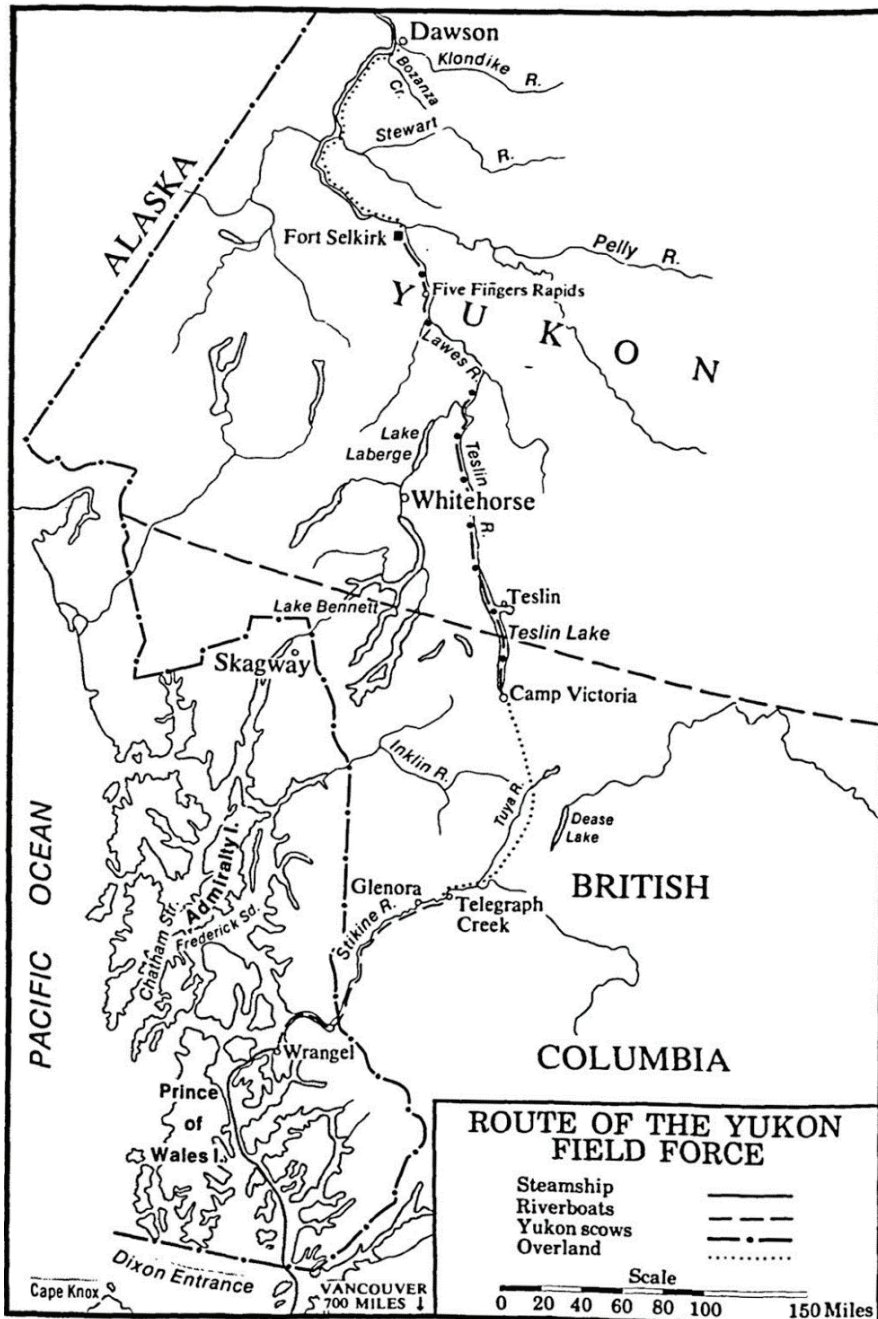 Dawson
Klondike
R.
Bozanza
Cr.
Stewart
R.
ALASKA
Fort Selkirk
Pelly R.
Five Fingers Rapids
YUKON
Lawes R.
Lake
Laberge
Teslin
R.
Whitehorse
Teslin
Lake Bennett
Teslin Lake
Skagway
Camp Victoria
Inklin R.
Tuya R.
Dease
Lake
PACIFIC OCEAN
Admiralty I.
Chatham St.
Frederick Sd.
Glenora
BRITISH
Stikine R.
Telegraph
Creek
Wrangel
COLUMBIA
Prince
of
Wales I.
ROUTE OF THE YUKON
FIELD FORCE
Steamship
Riverboats
Yukon scows
Overland
Scale
0 20 40 60 80 100 150 Miles
Dixon Entrance
Cape Knox
VANCOUVER
700 MILES ↓